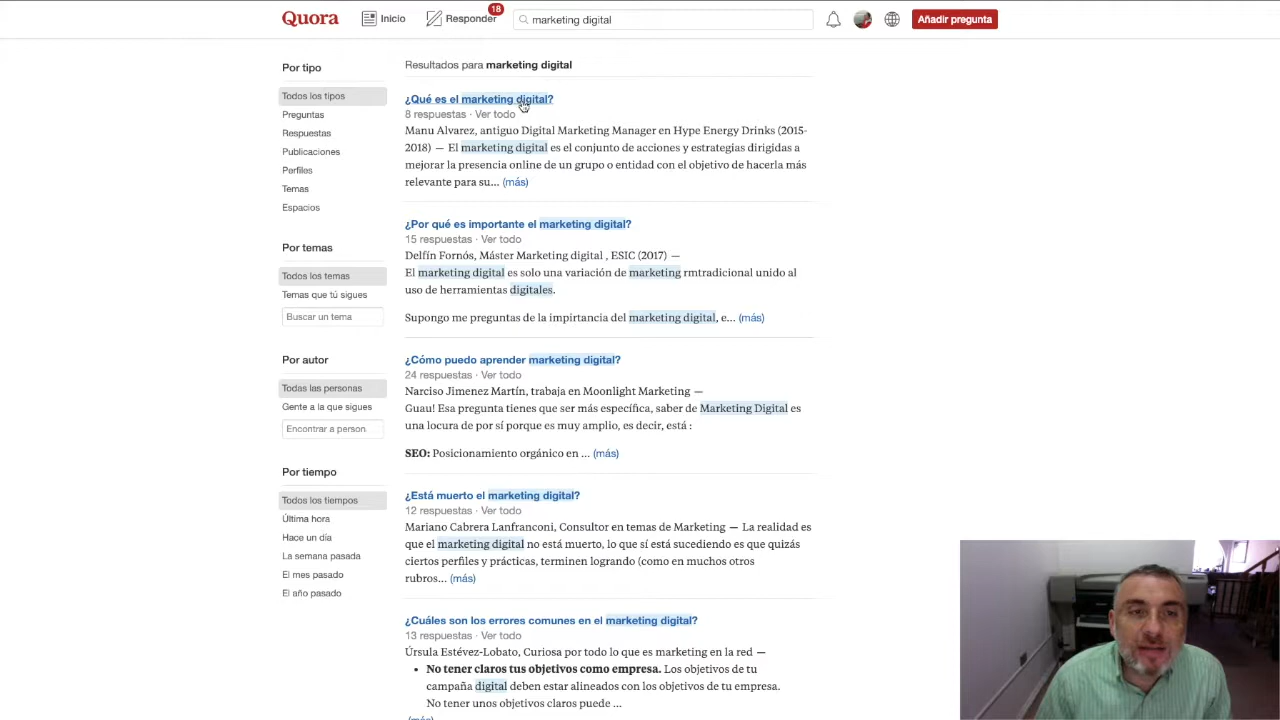 Quora
Inicio
Responder
18
marketing digital
Añadir pregunta
Por tipo
Todos los tipos
Preguntas
Respuestas
Publicaciones
Perfiles
Temas
Espacios
Por temas
Todos los temas
Temas que tú sigues
Buscar un tema
Por autor
Todas las personas
Gente a la que sigues
Encontrar a person
Por tiempo
Todos los tiempos
Última hora
Hace un día
La semana pasada
El mes pasado
El año pasado
Resultados para marketing digital
¿Qué es el marketing digital?
8 respuestas · Ver todo
Manu Alvarez, antiguo Digital Marketing Manager en Hype Energy Drinks (2015-
2018) — El marketing digital es el conjunto de acciones y estrategias dirigidas a
mejorar la presencia online de un grupo o entidad con el objetivo de hacerla más
relevante para su... (más)
¿Por qué es importante el marketing digital?
15 respuestas · Ver todo
Delfín Fornós, Máster Marketing digital , ESIC (2017) —
El marketing digital es solo una variación de marketing rmtradicional unido al
uso de herramientas digitales.
Supongo me preguntas de la impirtancia del marketing digital, e... (más)
¿Cómo puedo aprender marketing digital?
24 respuestas · Ver todo
Narciso Jimenez Martín, trabaja en Moonlight Marketing —
Guau! Esa pregunta tienes que ser más específica, saber de Marketing Digital es
una locura de por sí porque es muy amplio, es decir, está :
SEO: Posicionamiento orgánico en ... (más)
¿Está muerto el marketing digital?
12 respuestas · Ver todo
Mariano Cabrera Lanfranconi, Consultor en temas de Marketing — La realidad es
que el marketing digital no está muerto, lo que sí está sucediendo es que quizás
ciertos perfiles y prácticas, terminen logrando (como en muchos otros
rubros... (más)
¿Cuáles son los errores comunes en el marketing digital?
13 respuestas · Ver todo
Úrsula Estévez-Lobato, Curiosa por todo lo que es marketing en la red —
• No tener claros tus objetivos como empresa. Los objetivos de tu
campaña digital deben estar alineados con los objetivos de tu empresa.
No tener unos objetivos claros puede ...
(más)